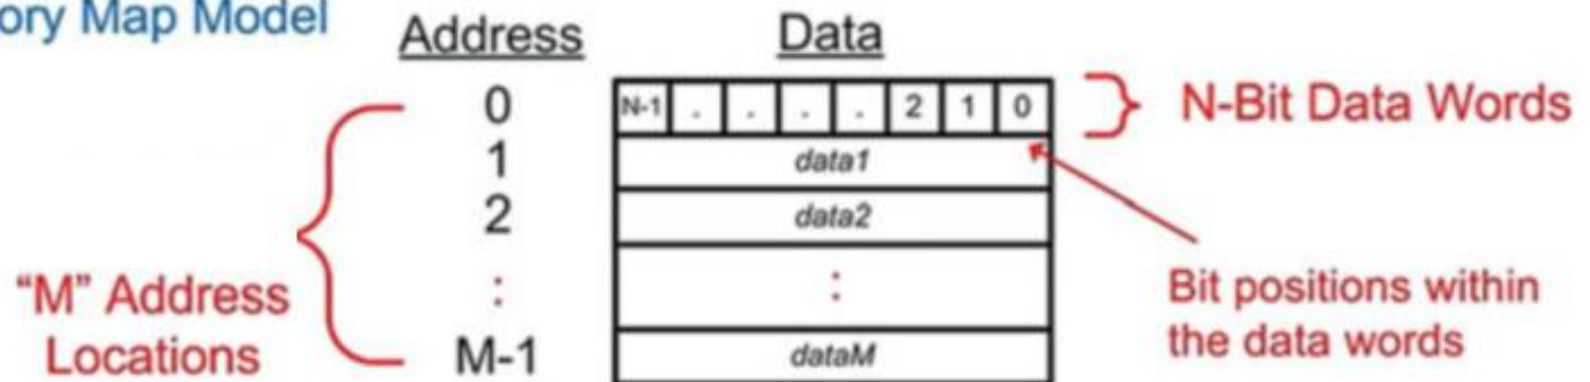 ory Map Model
Address Data
0 N-1 . . . . 2 1 0 N-Bit Data Words
1 data1
2 data2
: :
"M" Address
Locations
M-1 dataM
Bit positions within
the data words